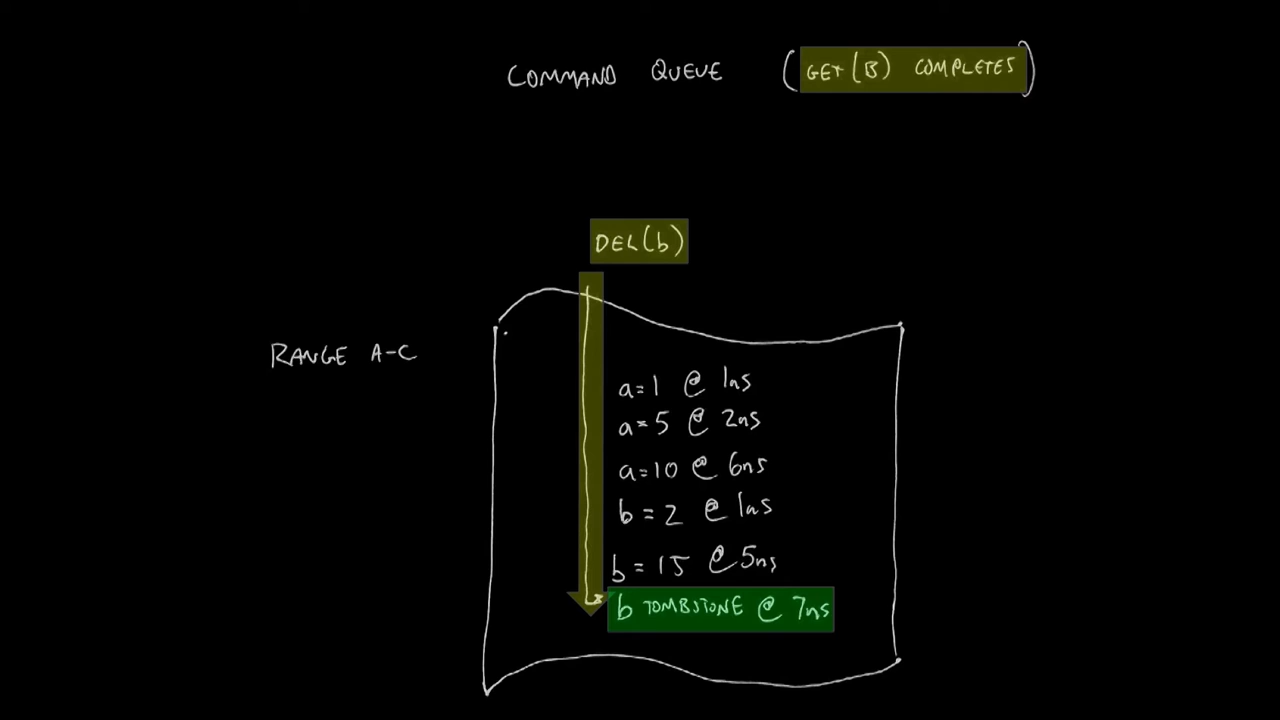 COMMAND QUEUE (GET(B) COMPLETES)
DEL(b)
RANGE A-C
a=1 @ 1ns
a=5 @ 2ns
a=10 @ 6ns
b=2 @ 1ns
b=15 @ 5ns
b TOMBSTONE @ 7ns